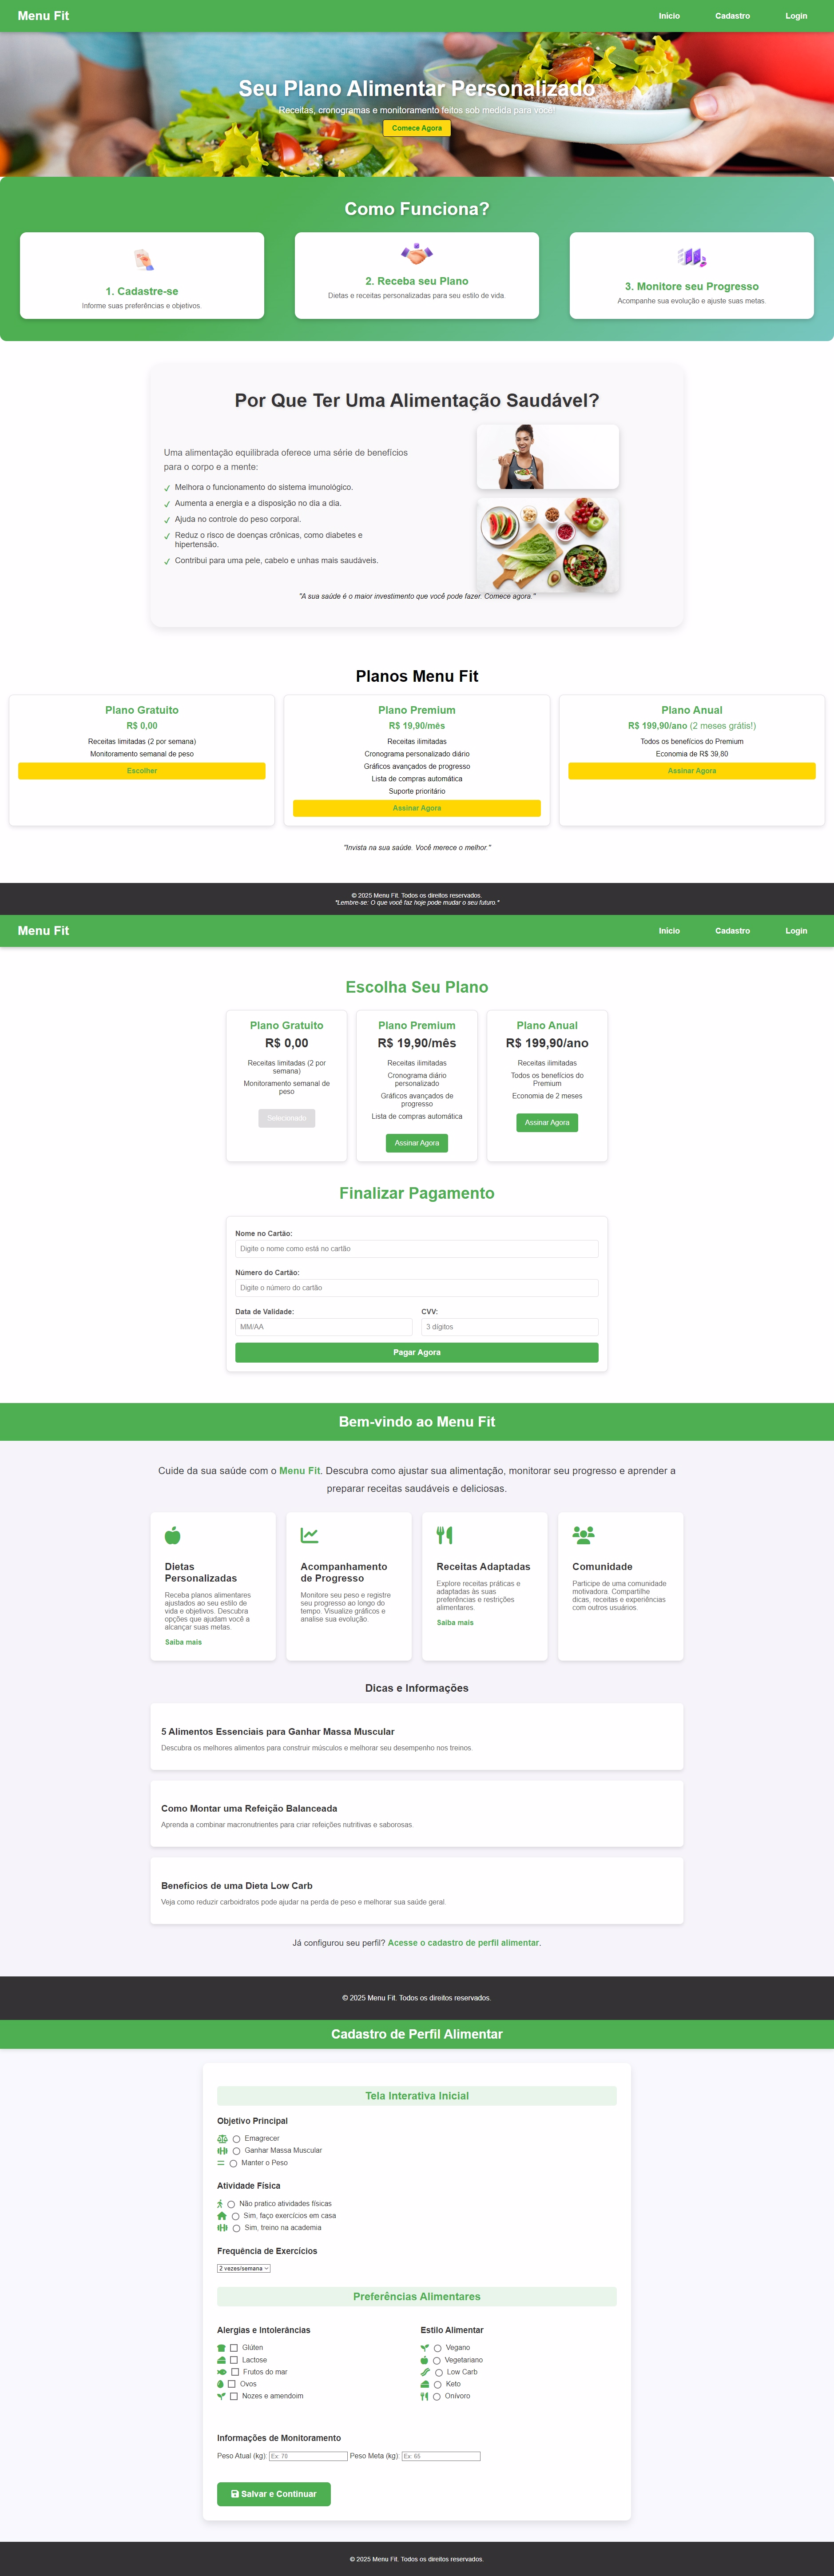 Menu Fit
Início
Cadastro
Login
Seu Plano Alimentar Personalizado
Receitas, cronogramas e monitoramento feitos sob medida para você!
Comece Agora
Como Funciona?
1. Cadastre-se
Informe suas preferências e objetivos.
2. Receba seu Plano
Dietas e receitas personalizadas para seu estilo de vida.
3. Monitore seu Progresso
Acompanhe sua evolução e ajuste suas metas.
Por Que Ter Uma Alimentação Saudável?
Uma alimentação equilibrada oferece uma série de benefícios
para o corpo e a mente:
✓ Melhora o funcionamento do sistema imunológico.
✓ Aumenta a energia e a disposição no dia a dia.
✓ Ajuda no controle do peso corporal.
✓ Reduz o risco de doenças crônicas, como diabetes e
hipertensão.
✓ Contribui para uma pele, cabelo e unhas mais saudáveis.
"A sua saúde é o maior investimento que você pode fazer. Comece agora."
Planos Menu Fit
Plano Gratuito
R$ 0,00
Receitas limitadas (2 por semana)
Monitoramento semanal de peso
Escolher
Plano Premium
R$ 19,90/mês
Receitas ilimitadas
Cronograma personalizado diário
Gráficos avançados de progresso
Lista de compras automática
Suporte prioritário
Assinar Agora
Plano Anual
R$ 199,90/ano (2 meses grátis!)
Todos os benefícios do Premium
Economia de R$ 39,80
Assinar Agora
"Invista na sua saúde. Você merece o melhor."
© 2025 Menu Fit. Todos os direitos reservados.
"Lembre-se: O que você faz hoje pode mudar o seu futuro."
Menu Fit
Início
Cadastro
Login
Escolha Seu Plano
Plano Gratuito
R$ 0,00
Receitas limitadas (2 por
semana)
Monitoramento semanal de
peso
Selecionado
Plano Premium
R$ 19,90/mês
Receitas ilimitadas
Cronograma diário
personalizado
Gráficos avançados de
progresso
Lista de compras automática
Assinar Agora
Plano Anual
R$ 199,90/ano
Receitas ilimitadas
Todos os benefícios do
Premium
Economia de 2 meses
Assinar Agora
Finalizar Pagamento
Nome no Cartão:
Digite o nome como está no cartão
Número do Cartão:
Digite o número do cartão
Data de Validade:
MM/AA
CVV:
3 dígitos
Pagar Agora
Bem-vindo ao Menu Fit
Cuide da sua saúde com o Menu Fit. Descubra como ajustar sua alimentação, monitorar seu progresso e aprender a
preparar receitas saudáveis e deliciosas.
Dietas
Personalizadas
Receba planos alimentares
ajustados ao seu estilo de
vida e objetivos. Descubra
opções que ajudam você a
alcançar suas metas.
Saiba mais
Acompanhamento
de Progresso
Monitore seu peso e registre
seu progresso ao longo do
tempo. Visualize gráficos e
analise sua evolução.
Receitas Adaptadas
Explore receitas práticas e
adaptadas às suas
preferências e restrições
alimentares.
Saiba mais
Comunidade
Participe de uma comunidade
motivadora. Compartilhe
dicas, receitas e experiências
com outros usuários.
Dicas e Informações
5 Alimentos Essenciais para Ganhar Massa Muscular
Descubra os melhores alimentos para construir músculos e melhorar seu desempenho nos treinos.
Como Montar uma Refeição Balanceada
Aprenda a combinar macronutrientes para criar refeições nutritivas e saborosas.
Benefícios de uma Dieta Low Carb
Veja como reduzir carboidratos pode ajudar na perda de peso e melhorar sua saúde geral.
Já configurou seu perfil? Acesse o cadastro de perfil alimentar.
© 2025 Menu Fit. Todos os direitos reservados.
Cadastro de Perfil Alimentar
Tela Interativa Inicial
Objetivo Principal
Emagrecer
Ganhar Massa Muscular
Manter o Peso
Atividade Física
Não pratico atividades físicas
Sim, faço exercícios em casa
Sim, treino na academia
Frequência de Exercícios
2 vezes/semana
Preferências Alimentares
Alergias e Intolerâncias
Glúten
Lactose
Frutos do mar
Ovos
Nozes e amendoim
Estilo Alimentar
Vegano
Vegetariano
Low Carb
Keto
Onívoro
Informações de Monitoramento
Peso Atual (kg): Ex: 70 Peso Meta (kg): Ex: 65
Salvar e Continuar
© 2025 Menu Fit. Todos os direitos reservados.